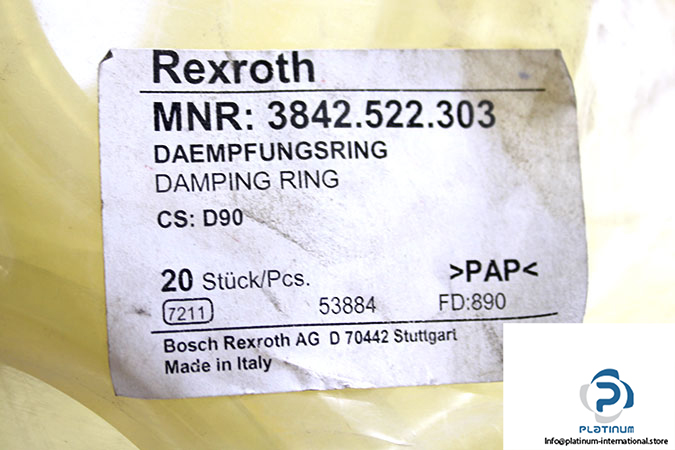 Rexroth
MNR: 3842.522.303
DAEMPFUNGSRING
DAMPING RING
CS: D90
20 Stück/Pcs. >PAP<
7211 53884 FD:890
Bosch Rexroth AG D 70442 Stuttgart
Made in Italy
PLATINUM
Info@platinum-international.store